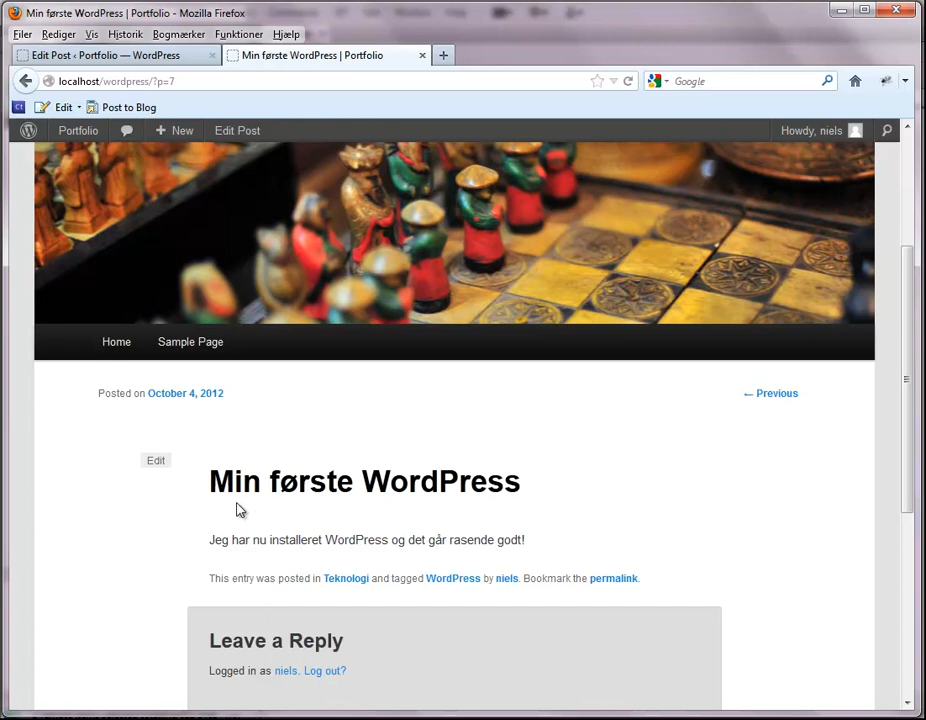 Min første WordPress | Portfolio - Mozilla Firefox
Filer Rediger Vis Historik Bogmærker Funktioner Hjælp
Edit Post ‹ Portfolio — WordPress × Min første WordPress | Portfolio × +
localhost/wordpress/?p=7 Google
Ct Edit Post to Blog
Portfolio + New Edit Post Howdy, niels
Home Sample Page
Posted on October 4, 2012 ← Previous
Edit
Min første WordPress
Jeg har nu installeret WordPress og det går rasende godt!
This entry was posted in Teknologi and tagged WordPress by niels. Bookmark the permalink.
Leave a Reply
Logged in as niels. Log out?